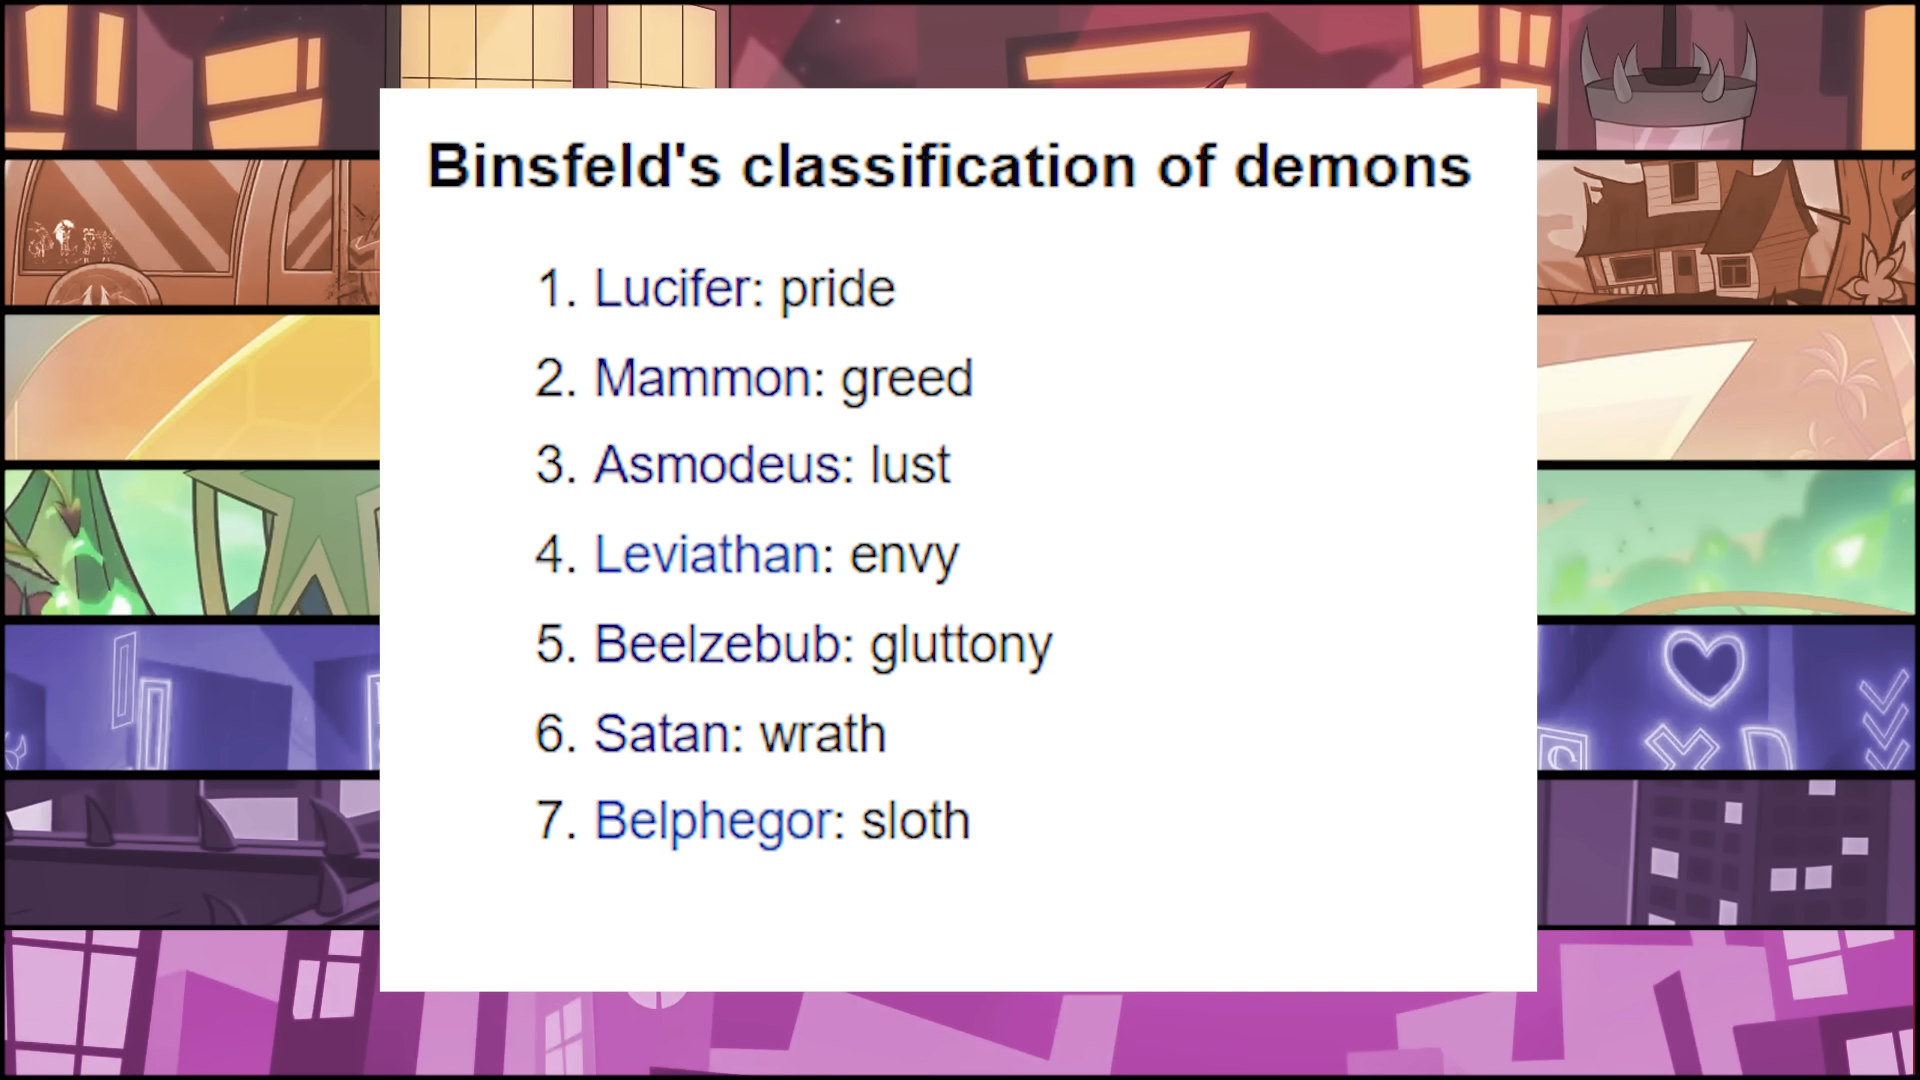 Binsfeld's classification of demons
1. Lucifer: pride
2. Mammon: greed
3. Asmodeus: lust
4. Leviathan: envy
5. Beelzebub: gluttony
6. Satan: wrath
7. Belphegor: sloth